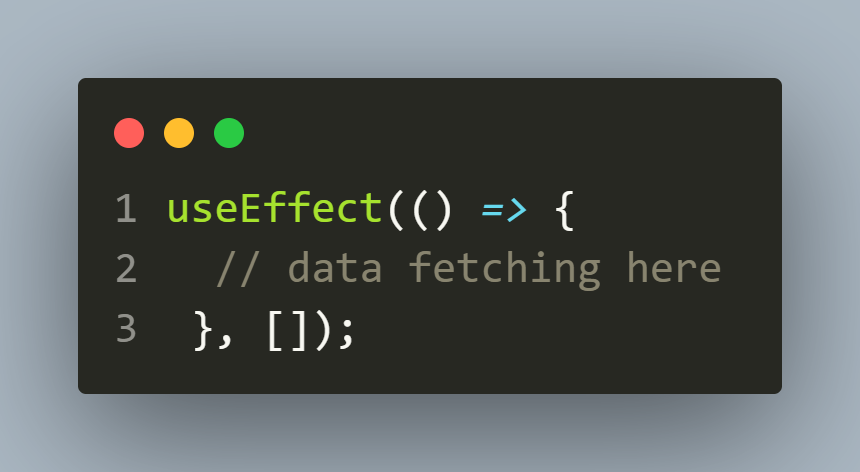 1 useEffect(() => {
2   // data fetching here
3  }, []);